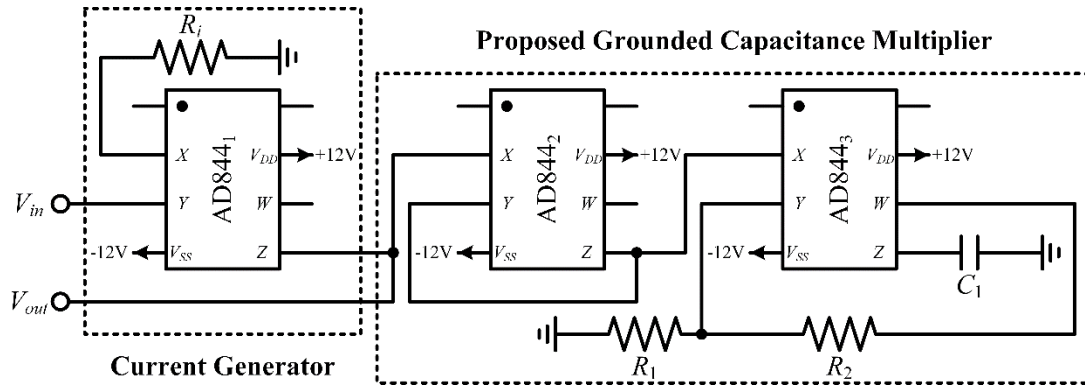 R_i
Proposed Grounded Capacitance Multiplier
AD844_1
X
V_DD
+12V
Y
W
-12V
V_SS
Z
V_in
V_out
Current Generator
AD844_2
X
V_DD
+12V
Y
W
-12V
V_SS
Z
AD844_3
X
V_DD
+12V
Y
W
-12V
V_SS
Z
C_1
R_1
R_2